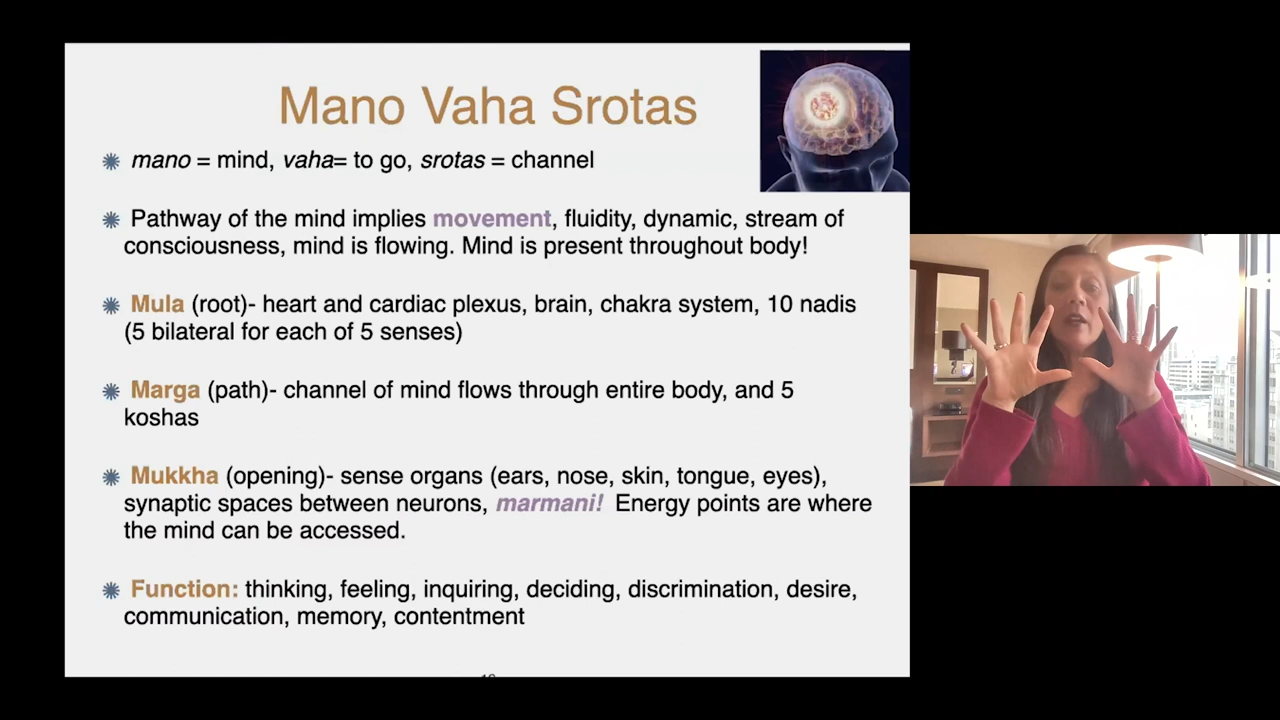 Mano Vaha Srotas
mano = mind, vaha= to go, srotas = channel
Pathway of the mind implies movement, fluidity, dynamic, stream of
consciousness, mind is flowing. Mind is present throughout body!
Mula (root)- heart and cardiac plexus, brain, chakra system, 10 nadis
(5 bilateral for each of 5 senses)
Marga (path)- channel of mind flows through entire body, and 5
koshas
Mukkha (opening)- sense organs (ears, nose, skin, tongue, eyes),
synaptic spaces between neurons, marmani! Energy points are where
the mind can be accessed.
Function: thinking, feeling, inquiring, deciding, discrimination, desire,
communication, memory, contentment